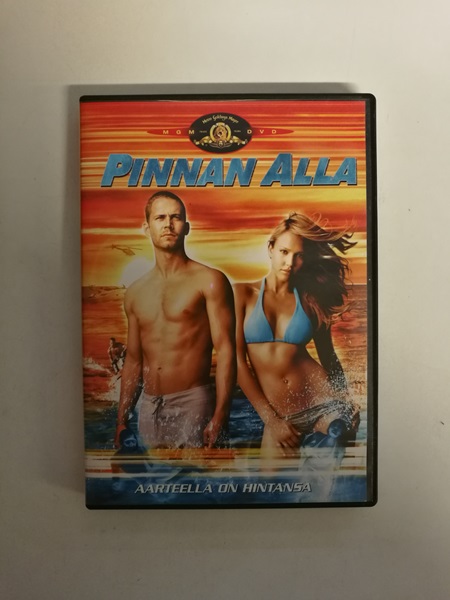 MGM DVD
PINNAN ALLA
AARTEELLA ON HINTANSA